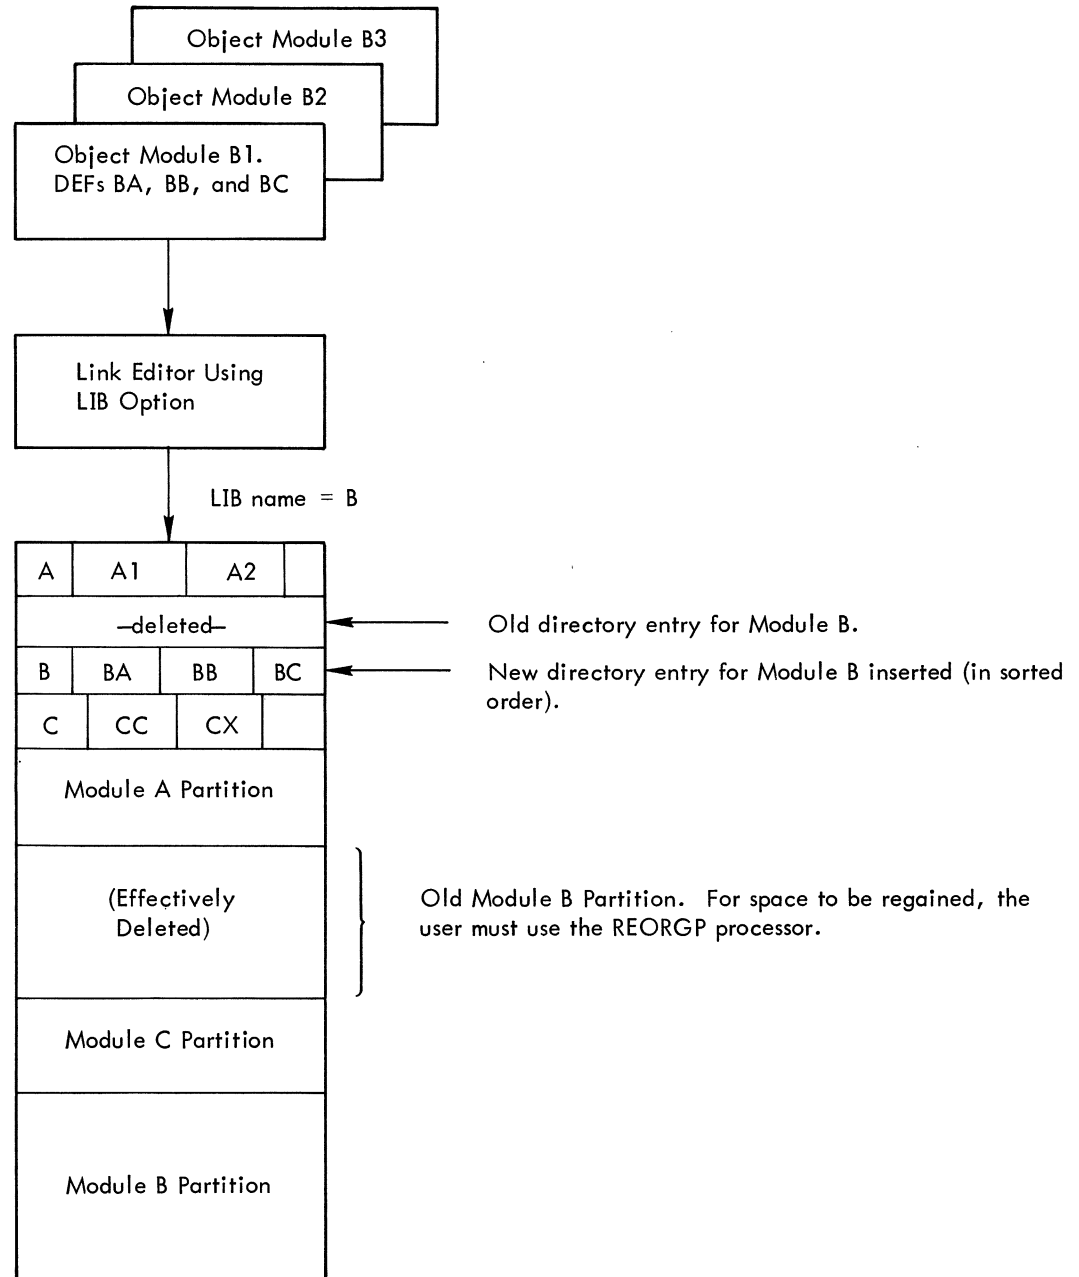 Object Module B3
Object Module B2
Object Module B1.
DEFs BA, BB, and BC
Link Editor Using
LIB Option
LIB name = B
A A1 A2
—deleted—
Old directory entry for Module B.
B BA BB BC
New directory entry for Module B inserted (in sorted
order).
C CC CX
Module A Partition
(Effectively
Deleted)
Old Module B Partition. For space to be regained, the
user must use the REORGP processor.
Module C Partition
Module B Partition